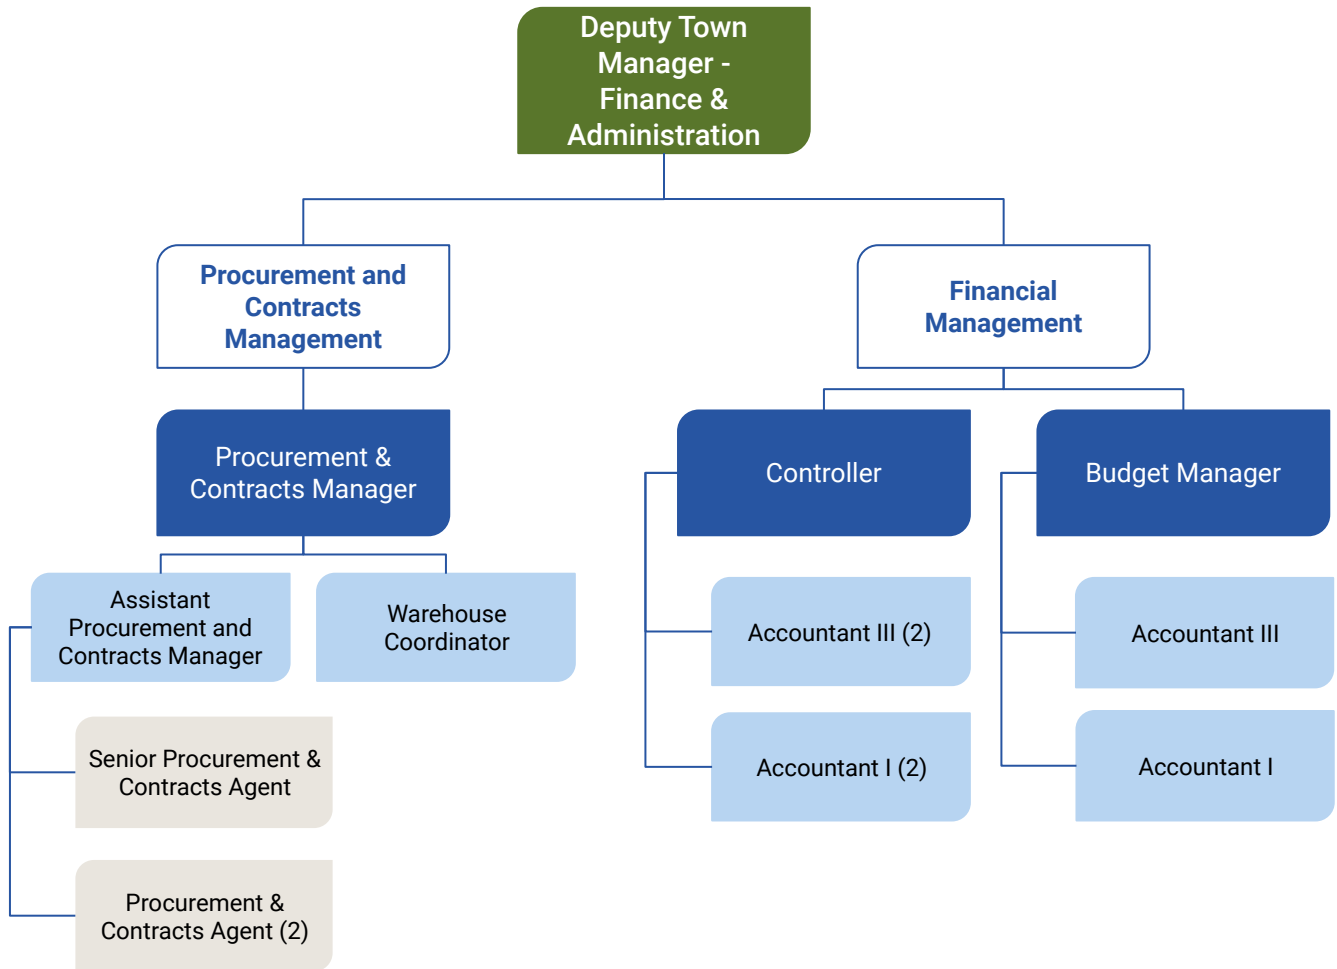 Deputy Town
Manager -
Finance &
Administration
Procurement and
Contracts
Management
Financial
Management
Procurement &
Contracts Manager
Controller
Budget Manager
Assistant
Procurement and
Contracts Manager
Warehouse
Coordinator
Accountant III (2)
Accountant III
Senior Procurement &
Contracts Agent
Accountant I (2)
Accountant I
Procurement &
Contracts Agent (2)